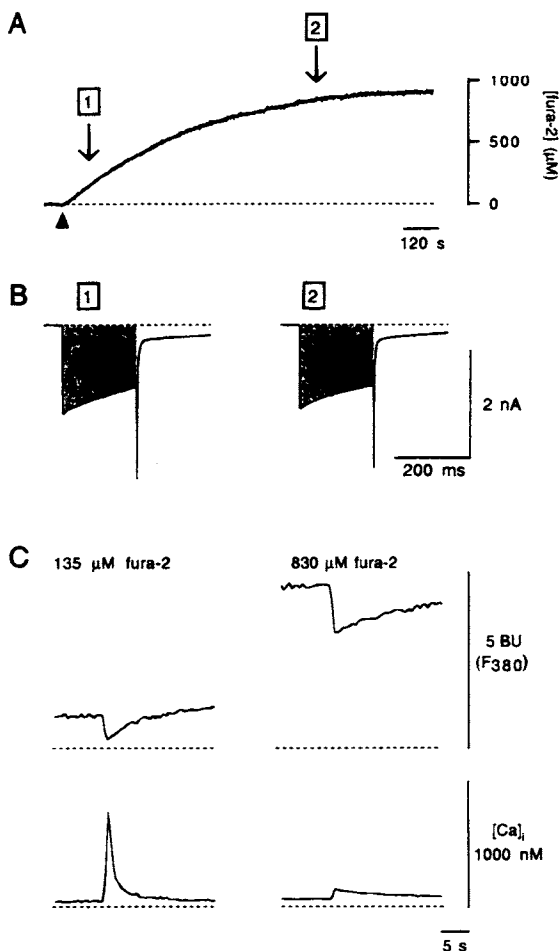 A
1
2
1000
500
0
[fura-2] (μM)
120 s
B
1
2
2 nA
200 ms
C
135 μM fura-2
830 μM fura-2
5 BU
(F380)
[Ca]i
1000 nM
5 s